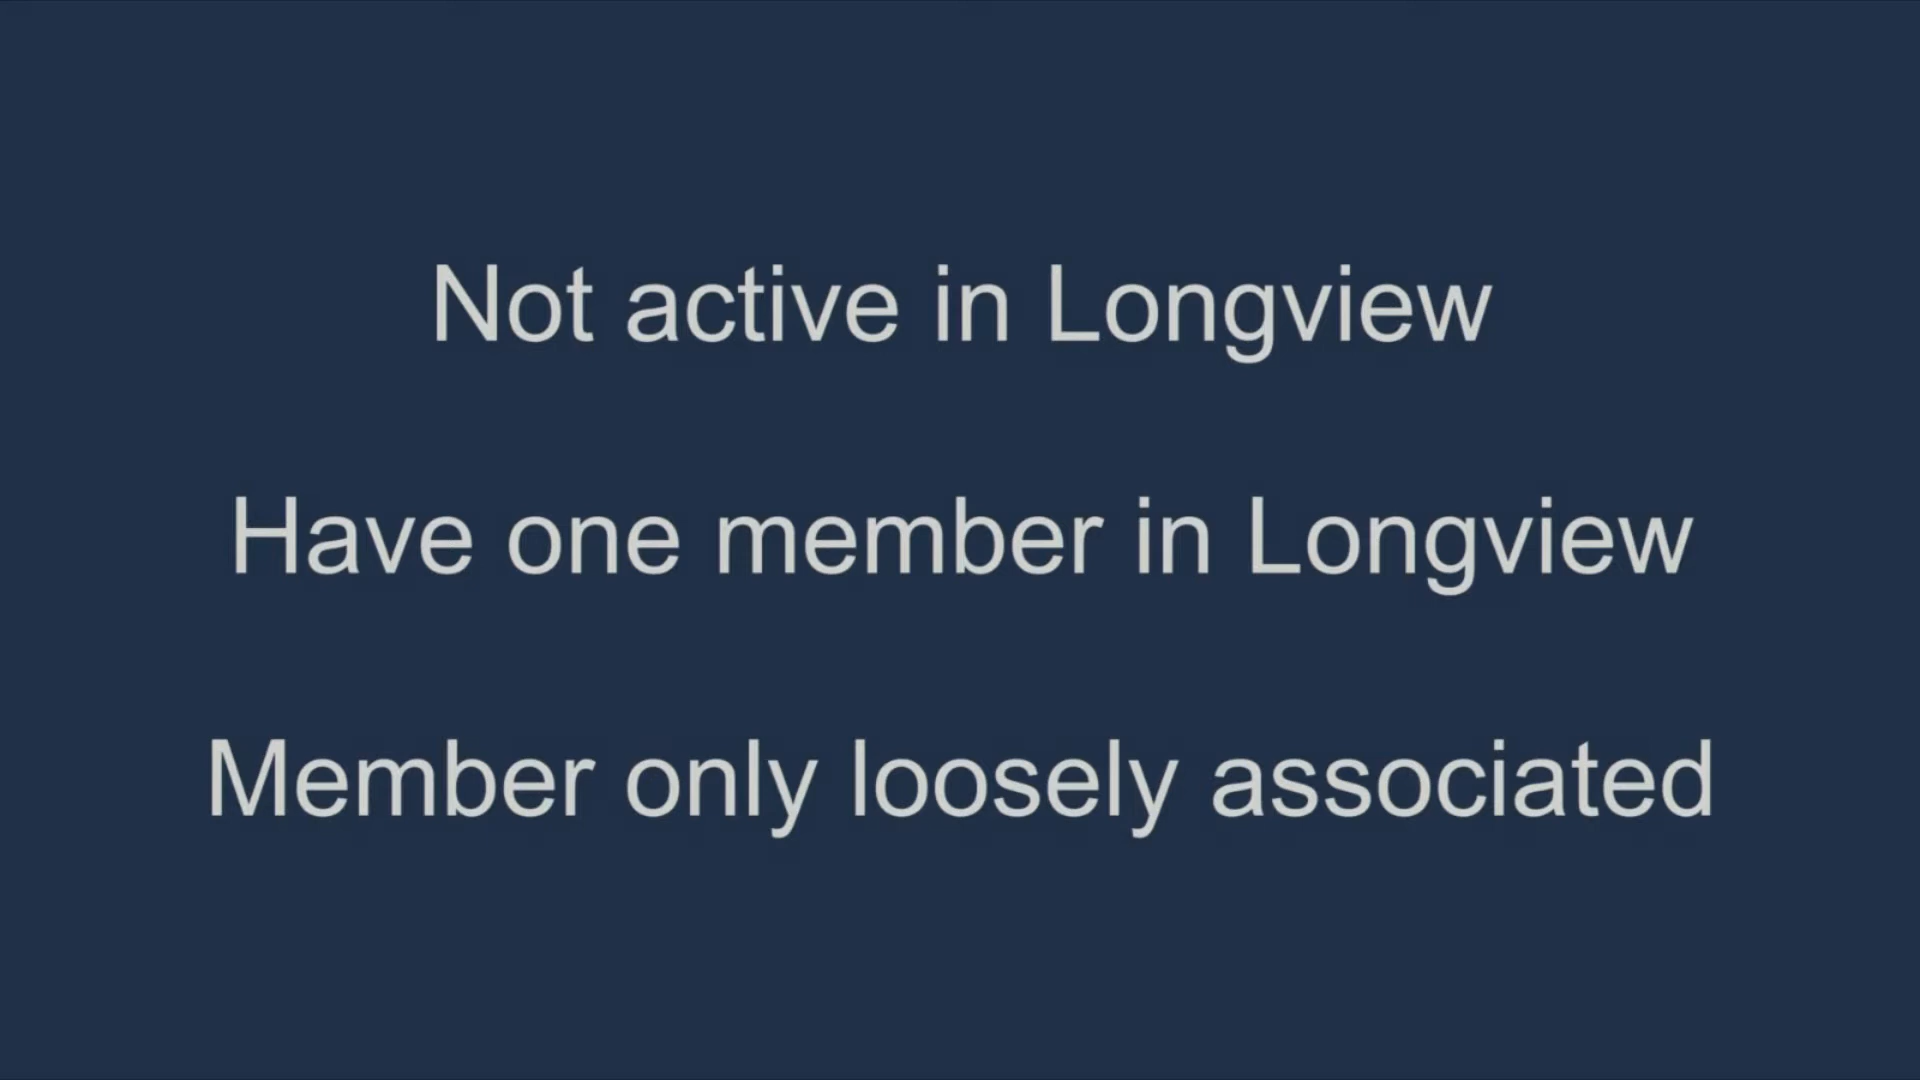 Not active in Longview
Have one member in Longview
Member only loosely associated